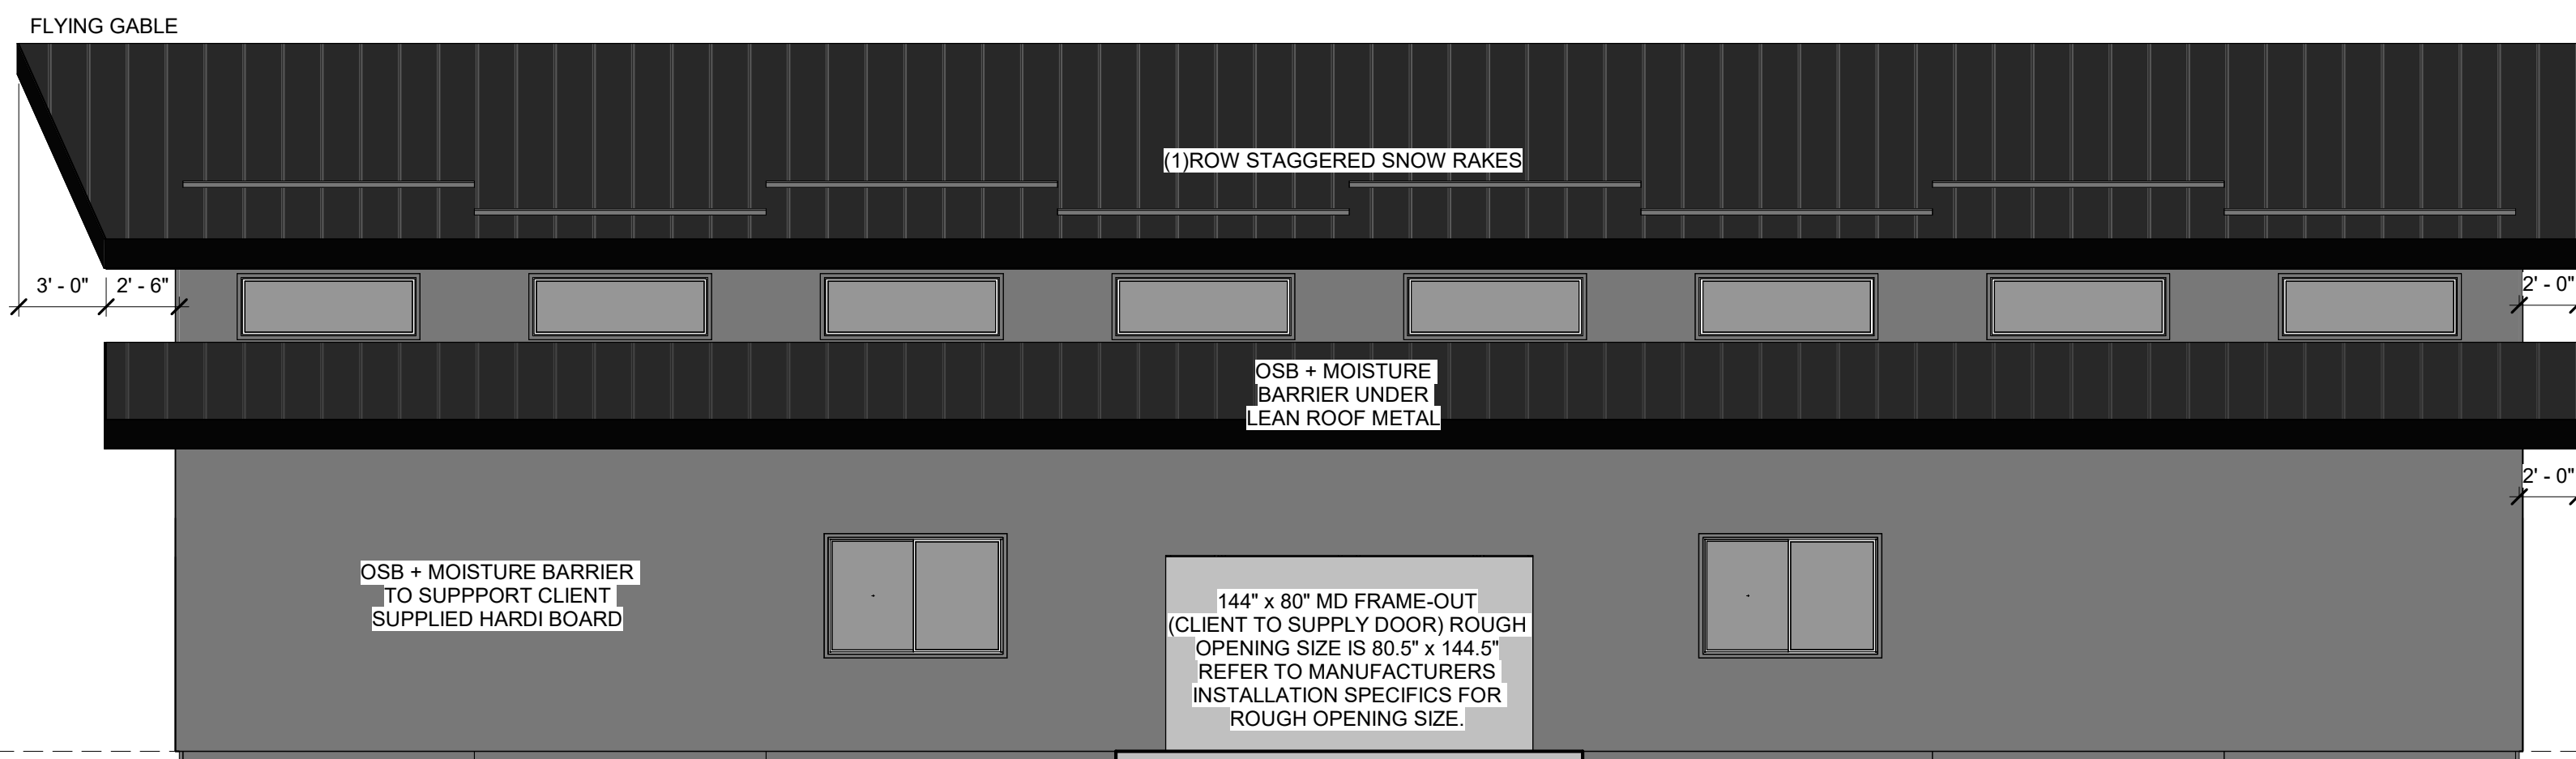 FLYING GABLE
(1)ROW STAGGERED SNOW RAKES
3' - 0"
2' - 6"
2' - 0"
OSB + MOISTURE
BARRIER UNDER
LEAN ROOF METAL
2' - 0"
OSB + MOISTURE BARRIER
TO SUPPPORT CLIENT
SUPPLIED HARDI BOARD
144" x 80" MD FRAME-OUT
(CLIENT TO SUPPLY DOOR) ROUGH
OPENING SIZE IS 80.5" x 144.5"
REFER TO MANUFACTURERS
INSTALLATION SPECIFICS FOR
ROUGH OPENING SIZE.